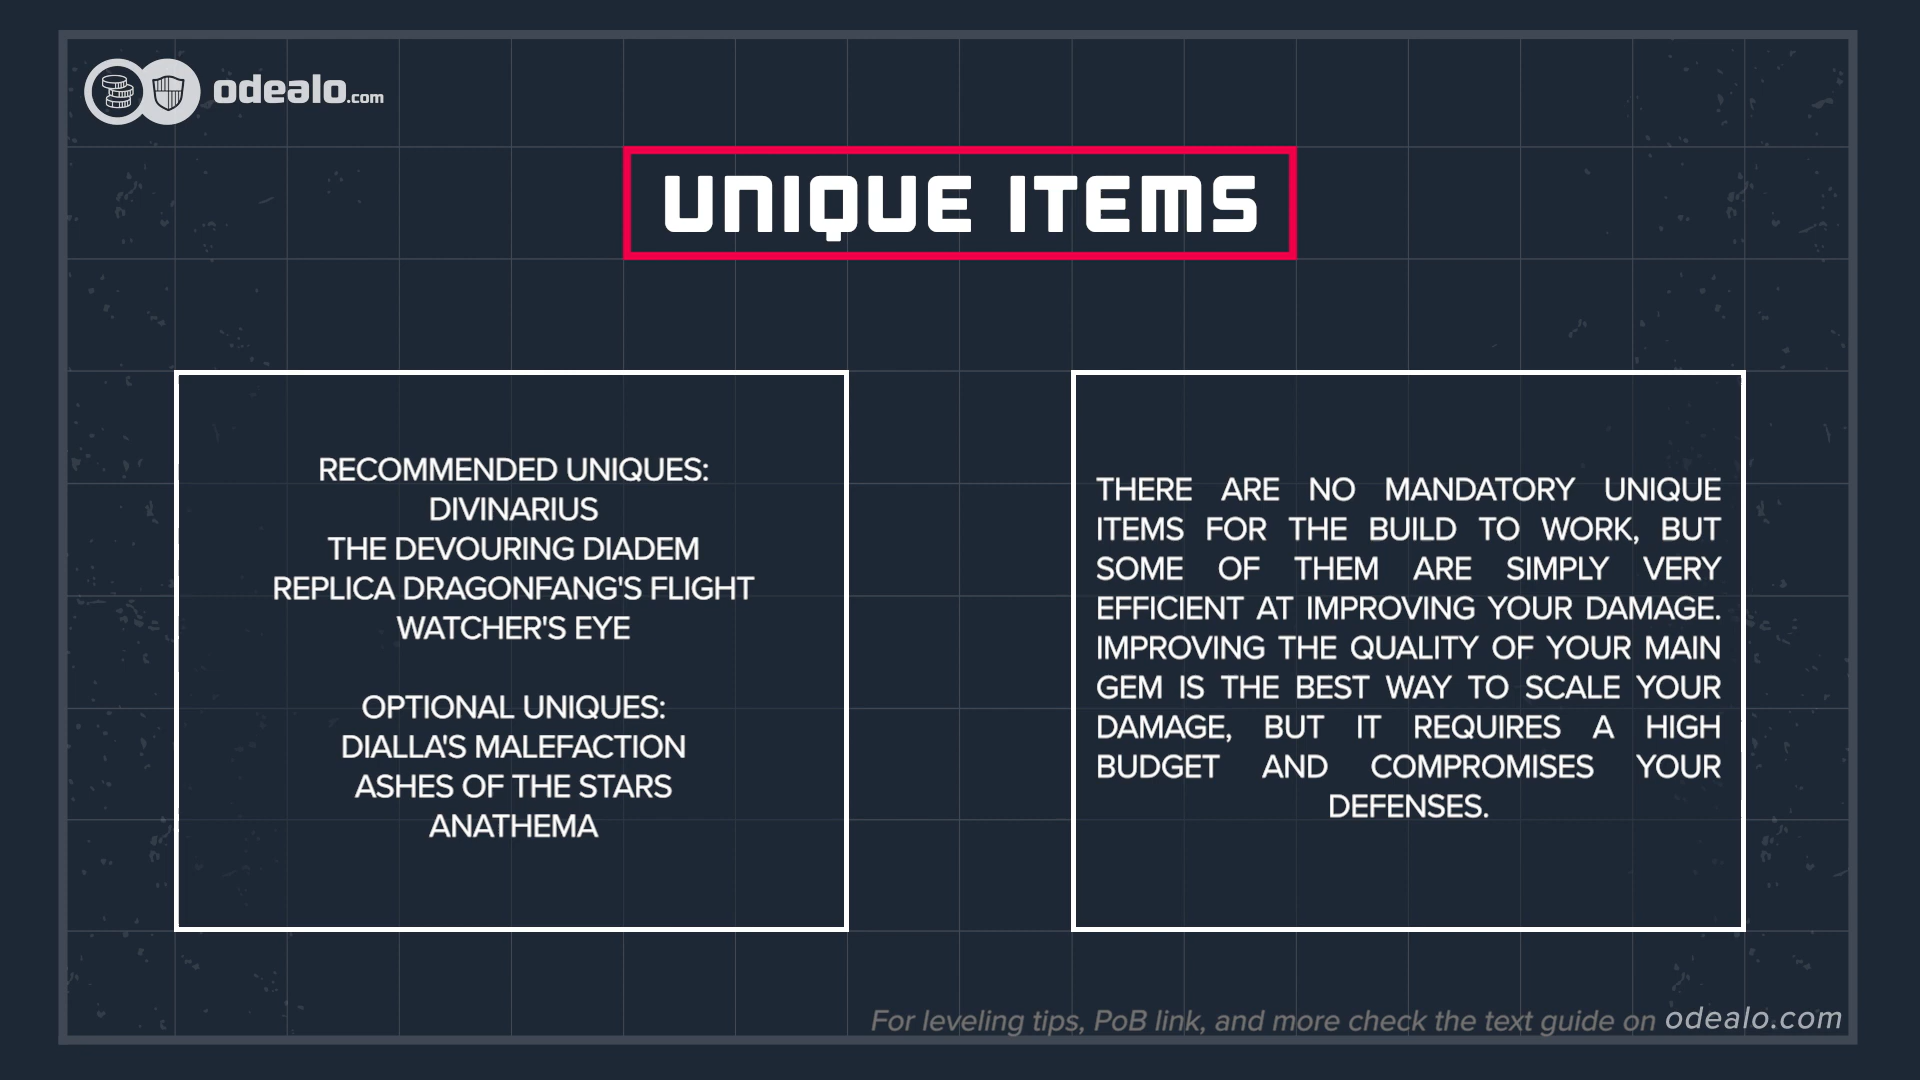 odealo.com
UNIQUE ITEMS
RECOMMENDED UNIQUES:
DIVINARIUS
THE DEVOURING DIADEM
REPLICA DRAGONFANG'S FLIGHT
WATCHER'S EYE
OPTIONAL UNIQUES:
DIALLA'S MALEFACTION
ASHES OF THE STARS
ANATHEMA
THERE ARE NO MANDATORY UNIQUE
ITEMS FOR THE BUILD TO WORK, BUT
SOME OF THEM ARE SIMPLY VERY
EFFICIENT AT IMPROVING YOUR DAMAGE.
IMPROVING THE QUALITY OF YOUR MAIN
GEM IS THE BEST WAY TO SCALE YOUR
DAMAGE, BUT IT REQUIRES A HIGH
BUDGET AND COMPROMISES YOUR
DEFENSES.
For leveling tips, PoB link, and more check the text guide on odealo.com